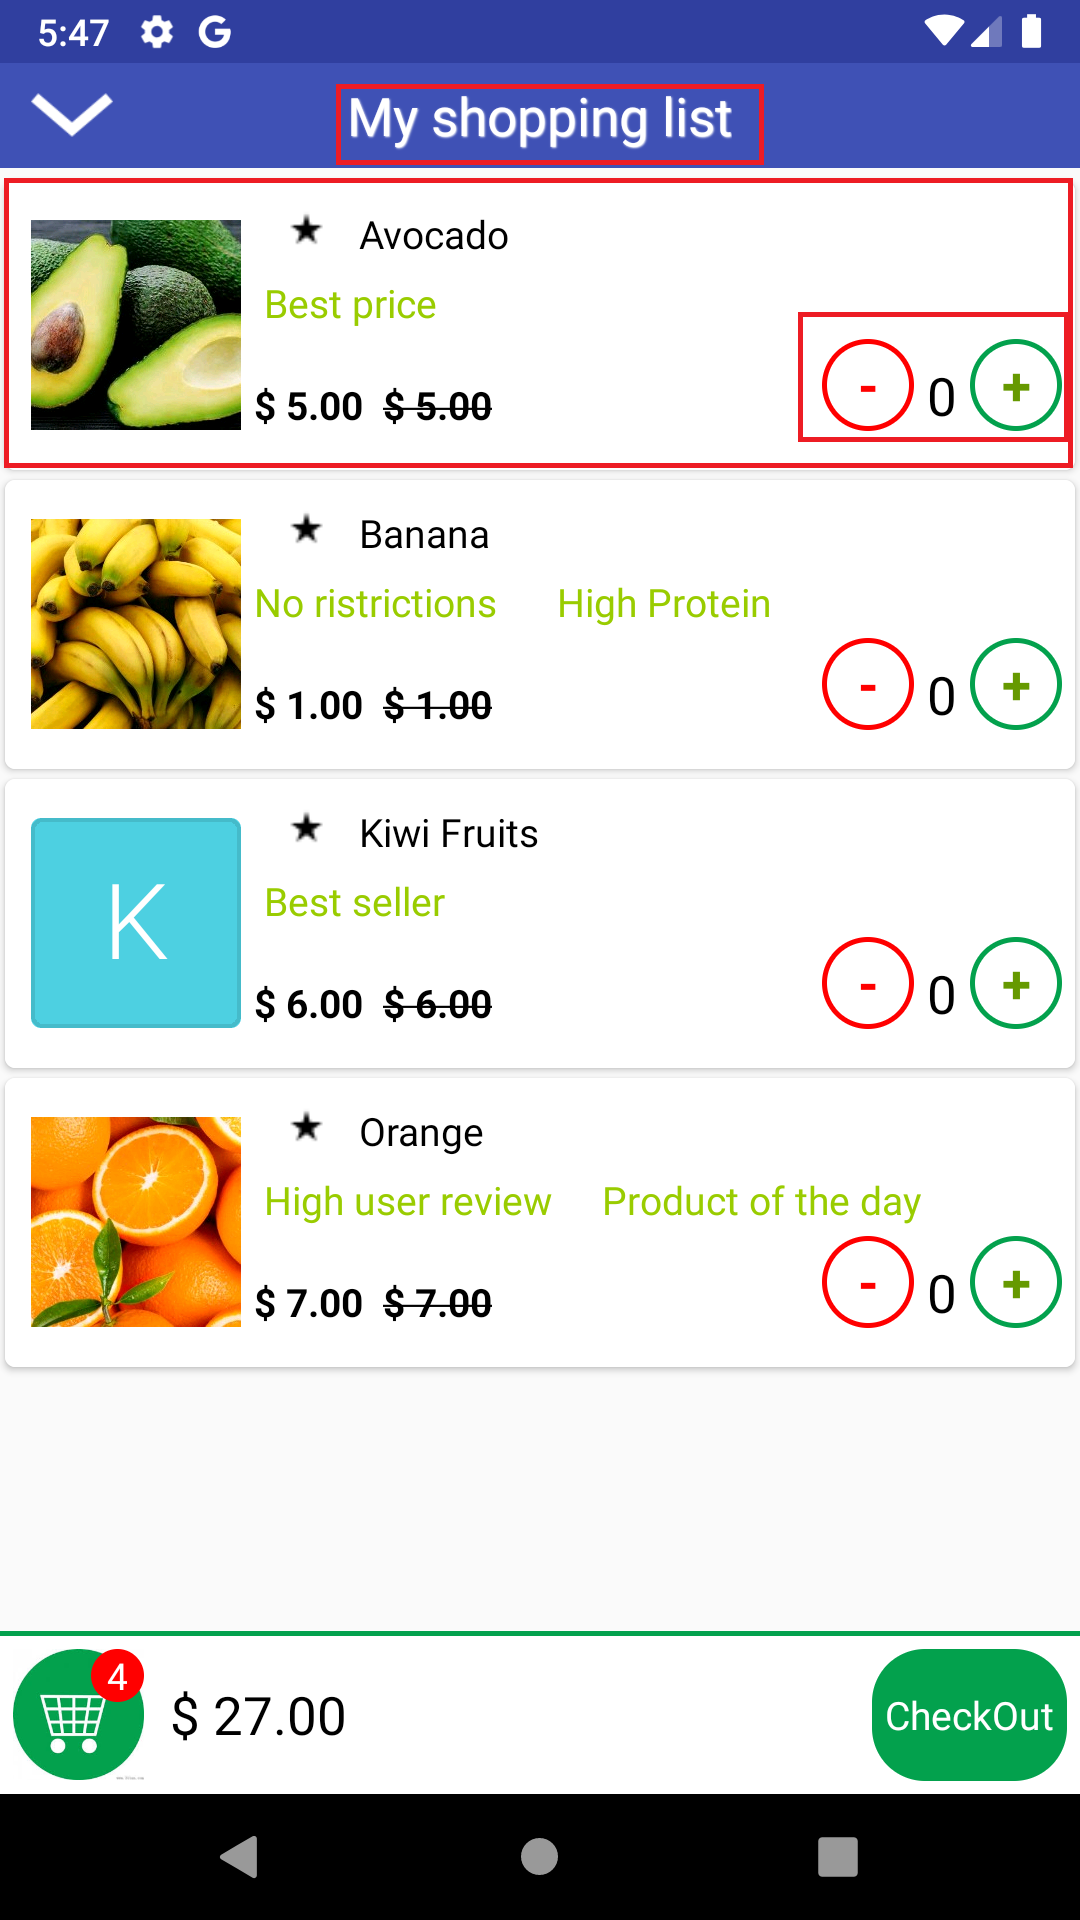 5:47
My shopping list
★ Avocado
Best price
$ 5.00 $ 5.00
- 0 +
★ Banana
No ristrictions High Protein
$ 1.00 $ 1.00
- 0 +
K
★ Kiwi Fruits
Best seller
$ 6.00 $ 6.00
- 0 +
★ Orange
High user review Product of the day
$ 7.00 $ 7.00
- 0 +
4
$ 27.00
CheckOut